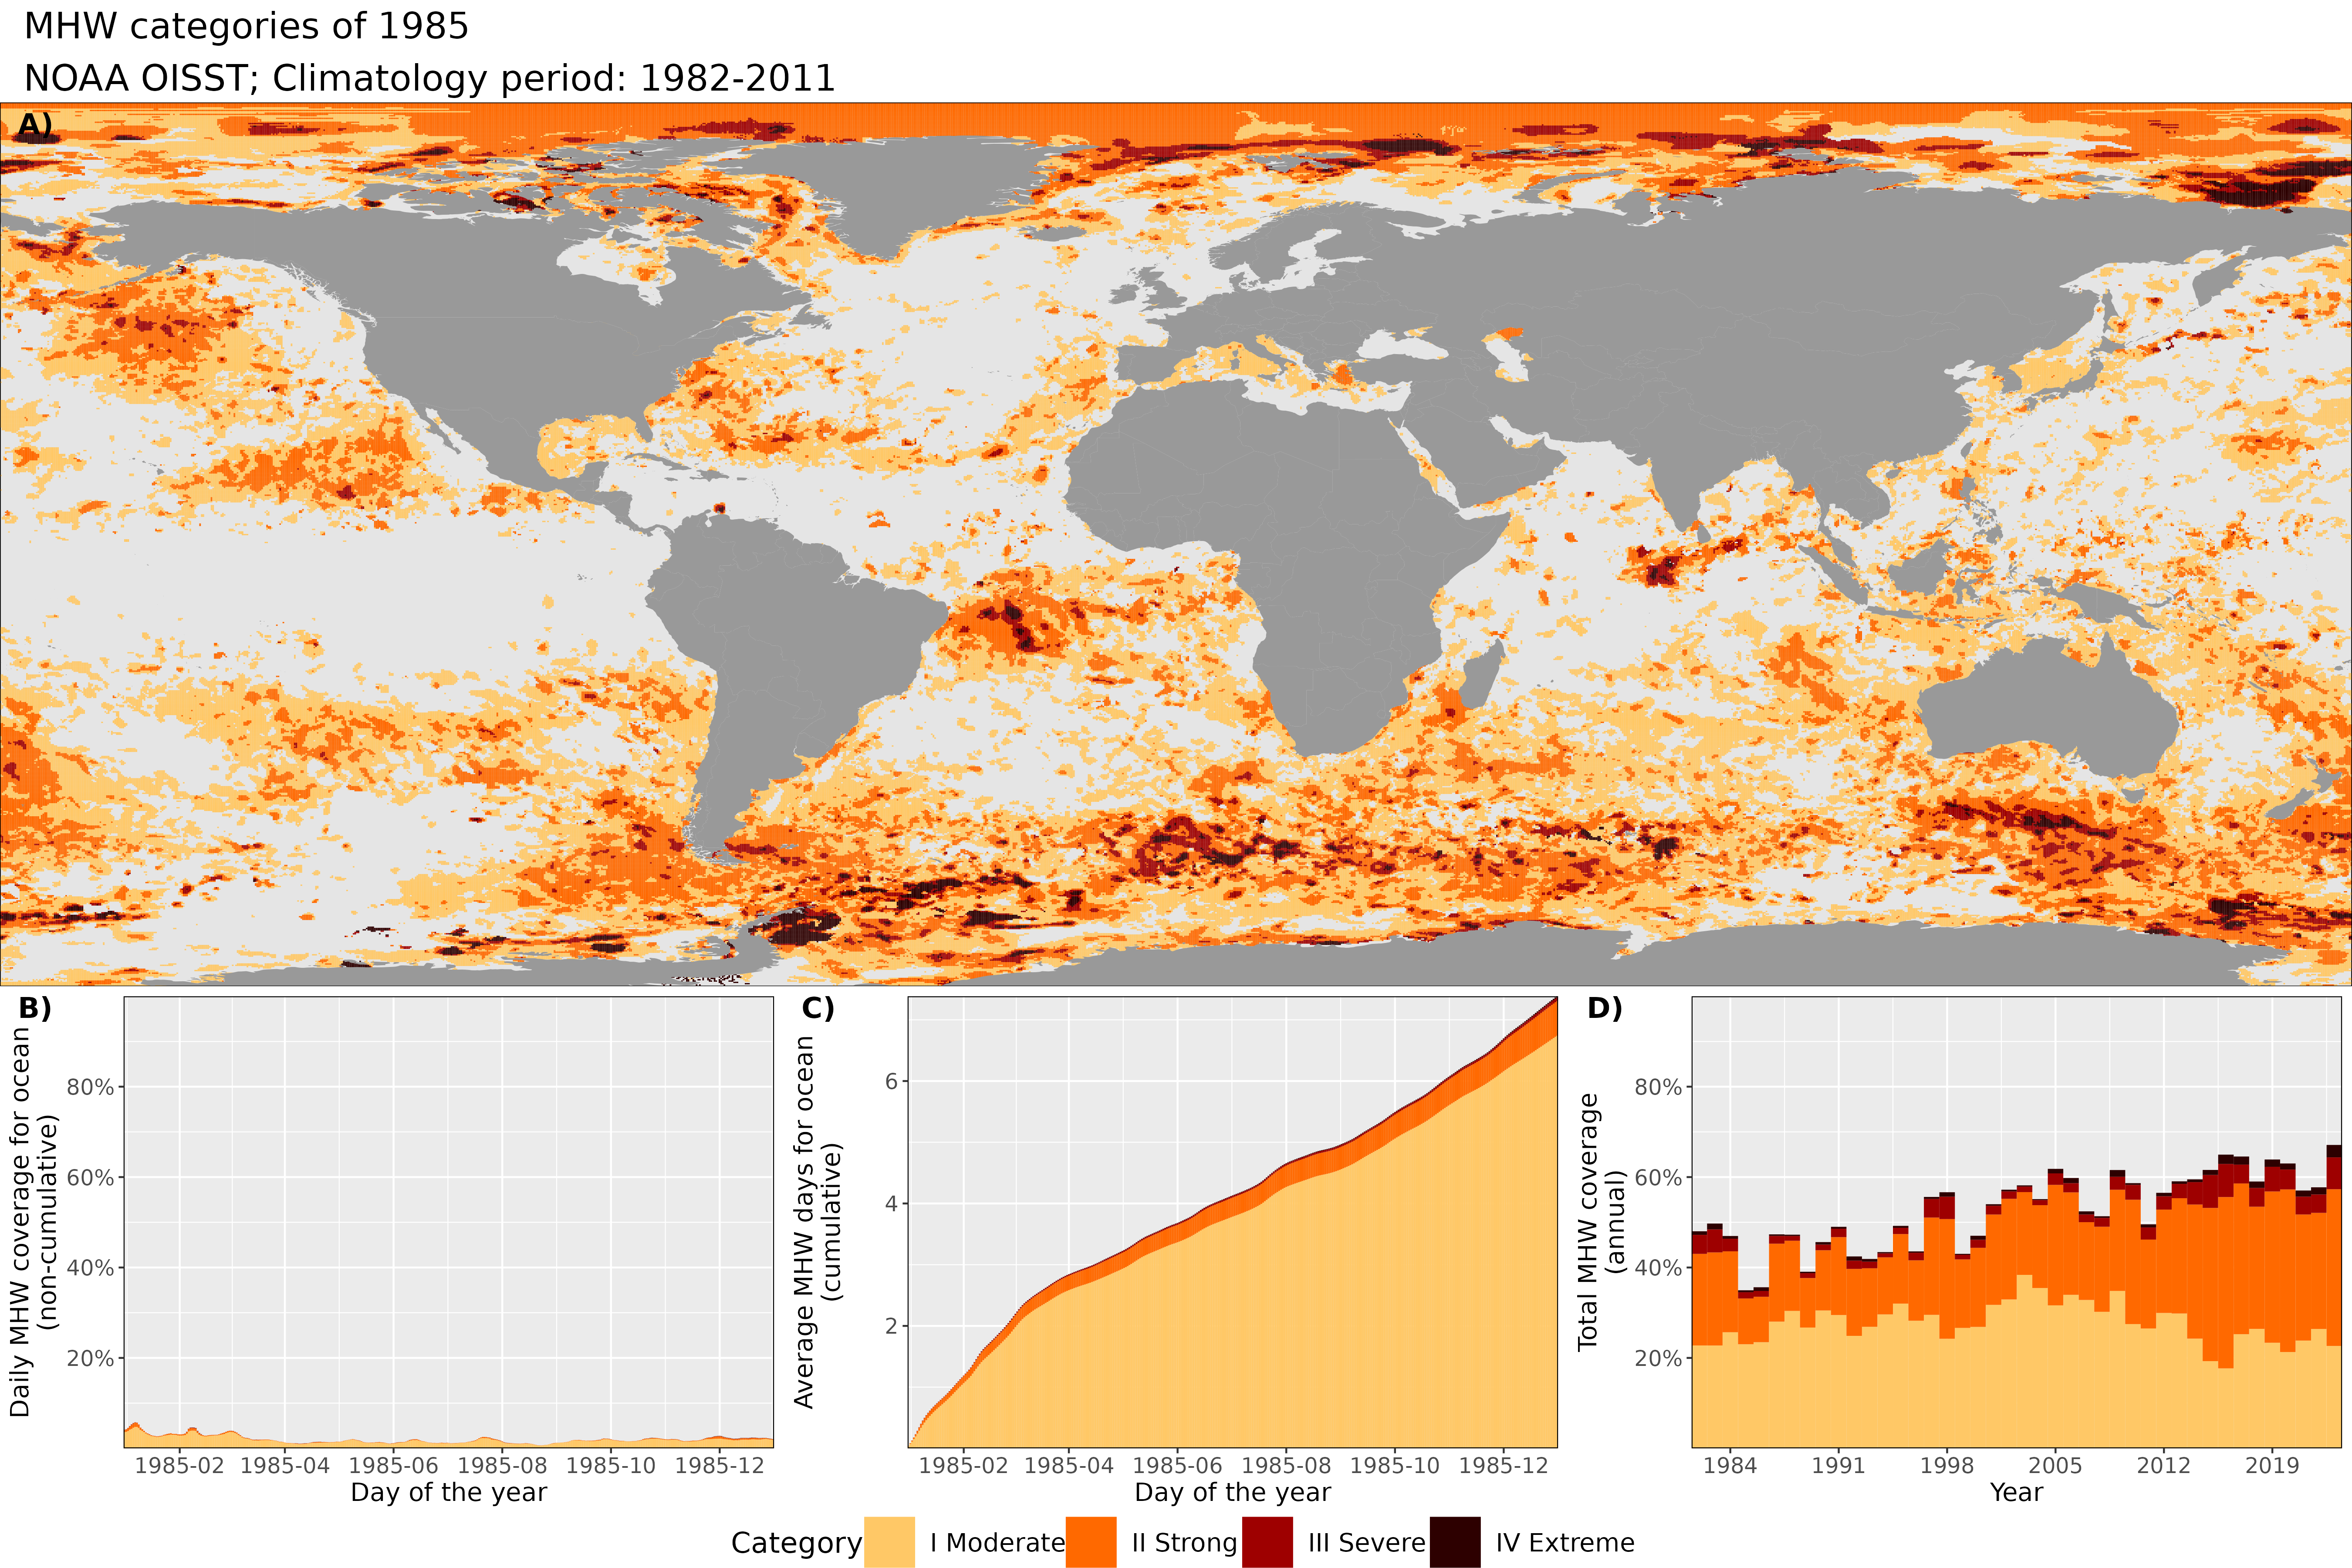 MHW categories of 1985
NOAA OISST; Climatology period: 1982-2011
A)
B)
Daily MHW coverage for ocean
(non-cumulative)
80%
60%
40%
20%
1985-02 1985-04 1985-06 1985-08 1985-10 1985-12
Day of the year
C)
Average MHW days for ocean
(cumulative)
6
4
2
1985-02 1985-04 1985-06 1985-08 1985-10 1985-12
Day of the year
D)
Total MHW coverage
(annual)
80%
60%
40%
20%
1984 1991 1998 2005 2012 2019
Year
Category I Moderate II Strong III Severe IV Extreme